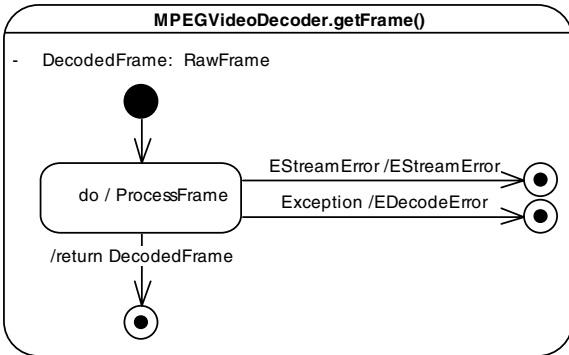 MPEGVideoDecoder.getFrame()
- DecodedFrame: RawFrame
EStreamError /EStreamError
do / ProcessFrame
Exception /EDecodeError
/return DecodedFrame